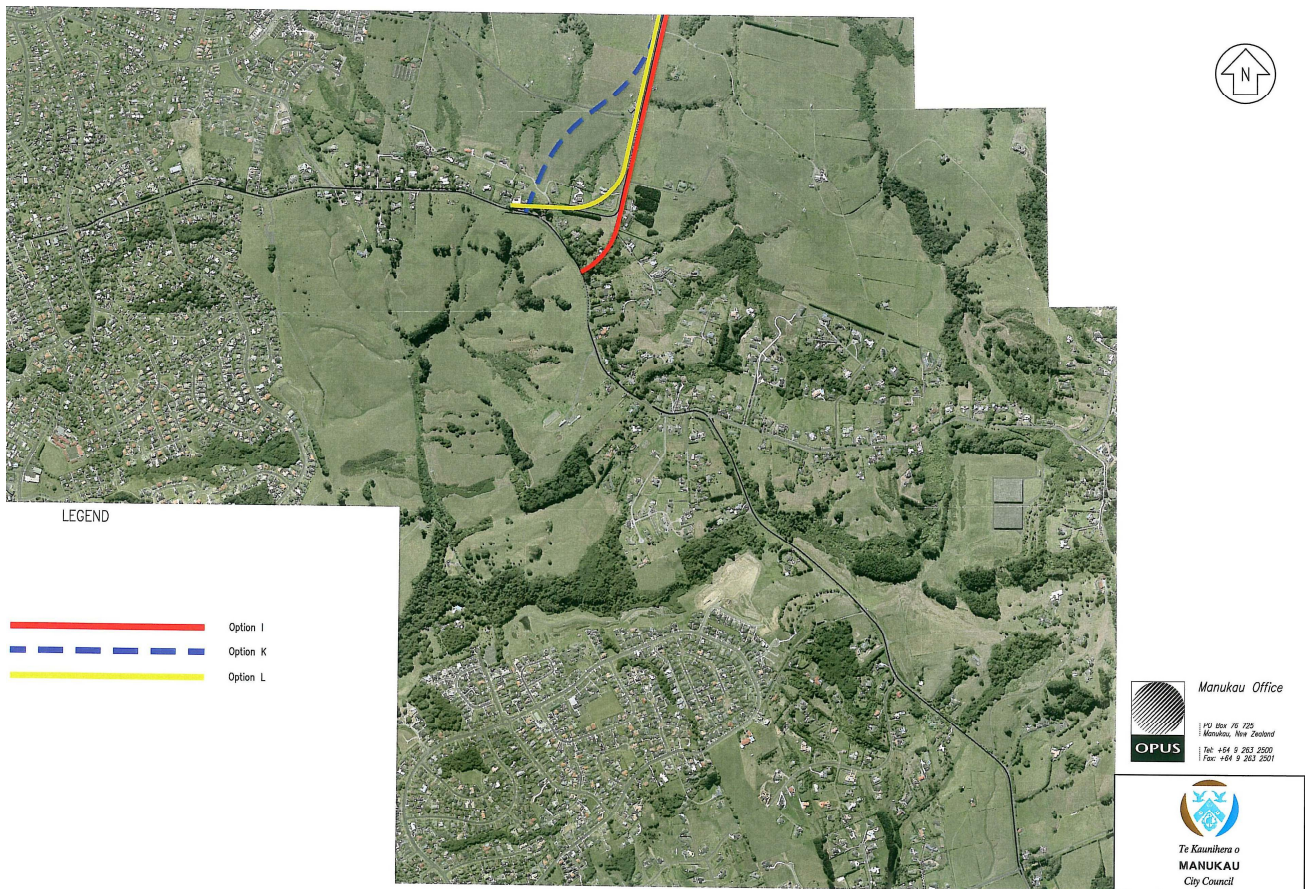 N
LEGEND
Option I
Option K
Option L
OPUS
Manukau Office
PO Box 76 725
Manukau, New Zealand
Tel: +64 9 263 2500
Fax: +64 9 263 2501
Te Kaunihera o
MANUKAU
City Council